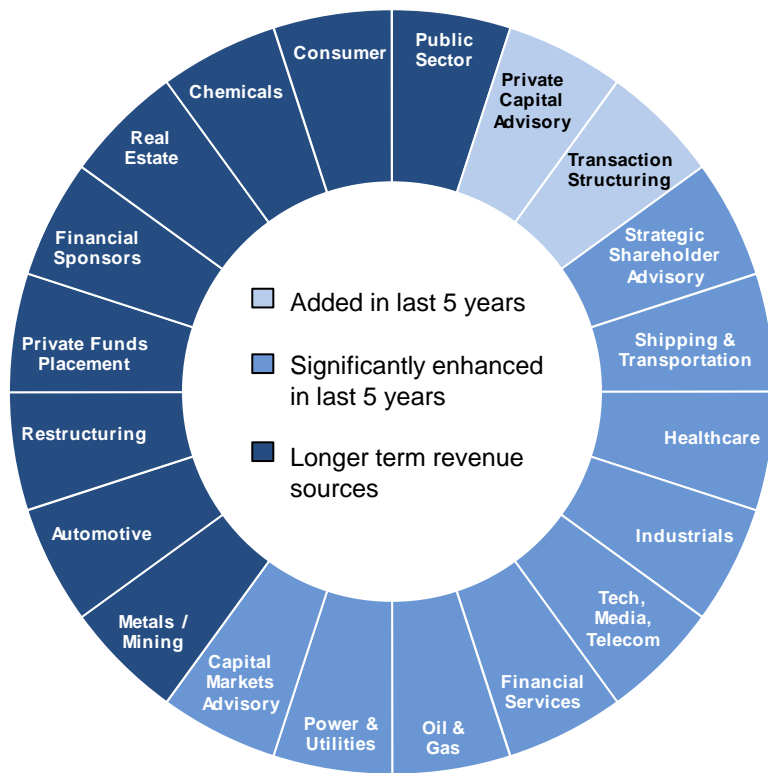 Public
Sector
Private
Capital
Advisory
Transaction
Structuring
Strategic
Shareholder
Advisory
Shipping &
Transportation
Healthcare
Industrials
Tech,
Media,
Telecom
Financial
Services
Oil &
Gas
Power &
Utilities
Capital
Markets
Advisory
Metals /
Mining
Automotive
Restructuring
Private Funds
Placement
Financial
Sponsors
Real
Estate
Chemicals
Consumer
Added in last 5 years
Significantly enhanced
in last 5 years
Longer term revenue
sources